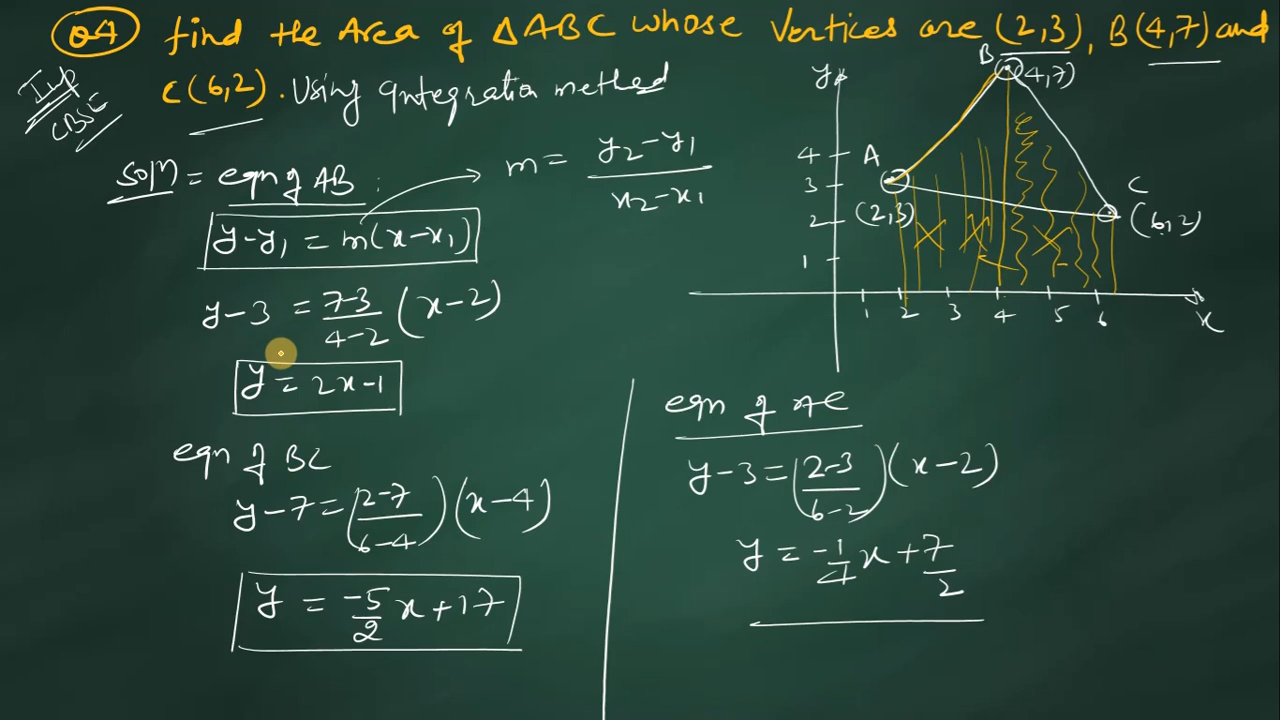 Q4 Find the Area of △ABC whose Vertices are (2,3), B(4,7) and
C(6,2). Using Integration method
Imp
CBSE
Soln = eqn of AB :
m = y2-y1 / x2-x1
y-y1 = m(x-x1)
y-3 = 7-3/4-2 (x-2)
y = 2x-1
eqn of BC
y-7 = (2-7/6-4)(x-4)
y = -5/2 x+17
eqn of AC
y-3 = (2-3/6-2)(x-2)
y = -1/4 x + 7/2
y
B
(4,7)
4
A
3
C
(2,3)
2
(6,2)
1
1 2 3 4 5 6
x